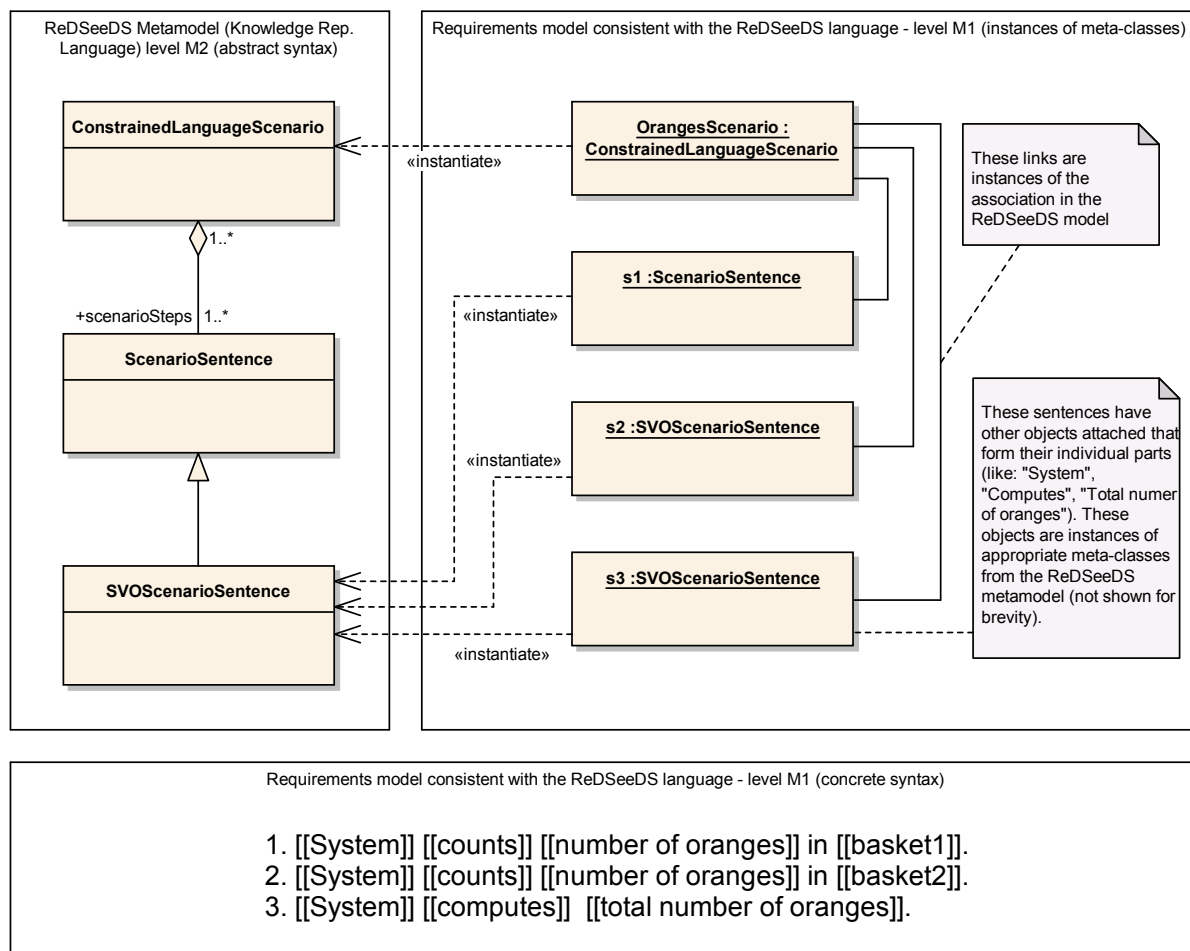 ReDSeeDS Metamodel (Knowledge Rep.
Language) level M2 (abstract syntax)
ConstrainedLanguageScenario
1..*
+scenarioSteps 1..*
ScenarioSentence
SVOScenarioSentence
Requirements model consistent with the ReDSeeDS language - level M1 (instances of meta-classes)
OrangesScenario :
ConstrainedLanguageScenario
«instantiate»
s1 :ScenarioSentence
«instantiate»
s2 :SVOScenarioSentence
«instantiate»
s3 :SVOScenarioSentence
«instantiate»
These links are
instances of the
association in the
ReDSeeDS model
These sentences have
other objects attached that
form their individual parts
(like: "System",
"Computes", "Total numer
of oranges"). These
objects are instances of
appropriate meta-classes
from the ReDSeeDS
metamodel (not shown for
brevity).
Requirements model consistent with the ReDSeeDS language - level M1 (concrete syntax)
1. [[System]] [[counts]] [[number of oranges]] in [[basket1]].
2. [[System]] [[counts]] [[number of oranges]] in [[basket2]].
3. [[System]] [[computes]] [[total number of oranges]].